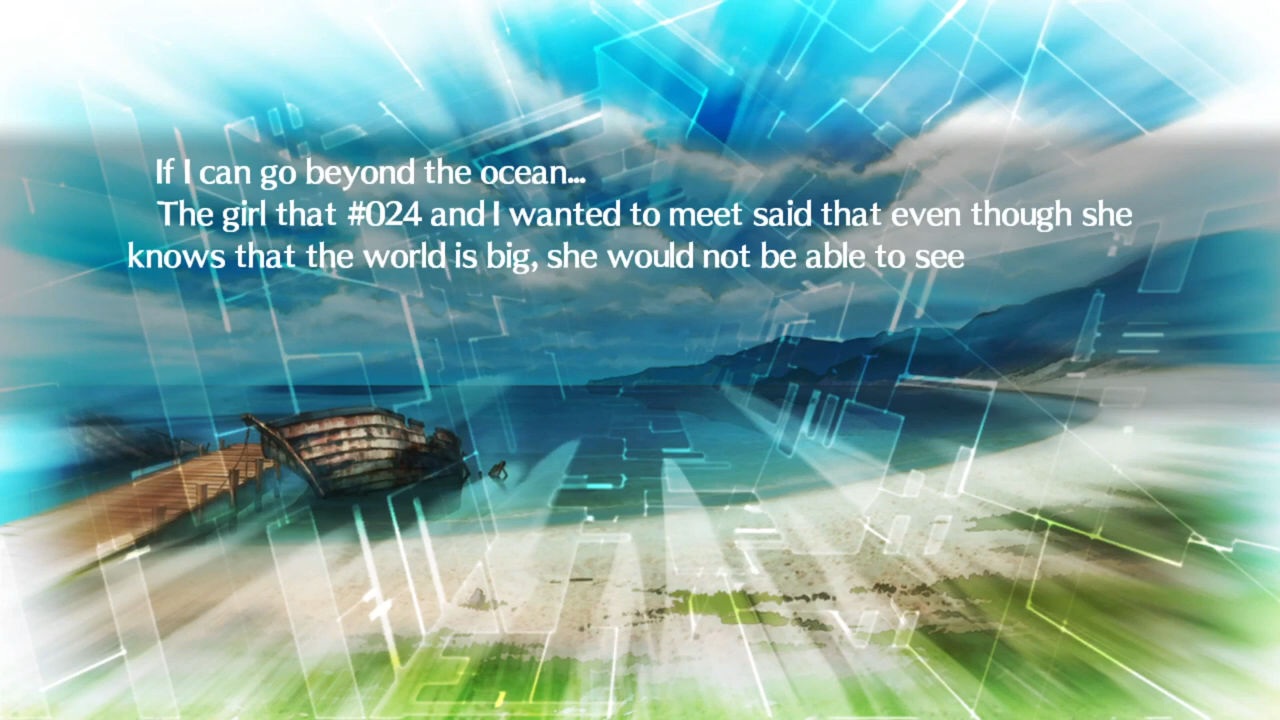 If I can go beyond the ocean...
The girl that #024 and I wanted to meet said that even though she
knows that the world is big, she would not be able to see